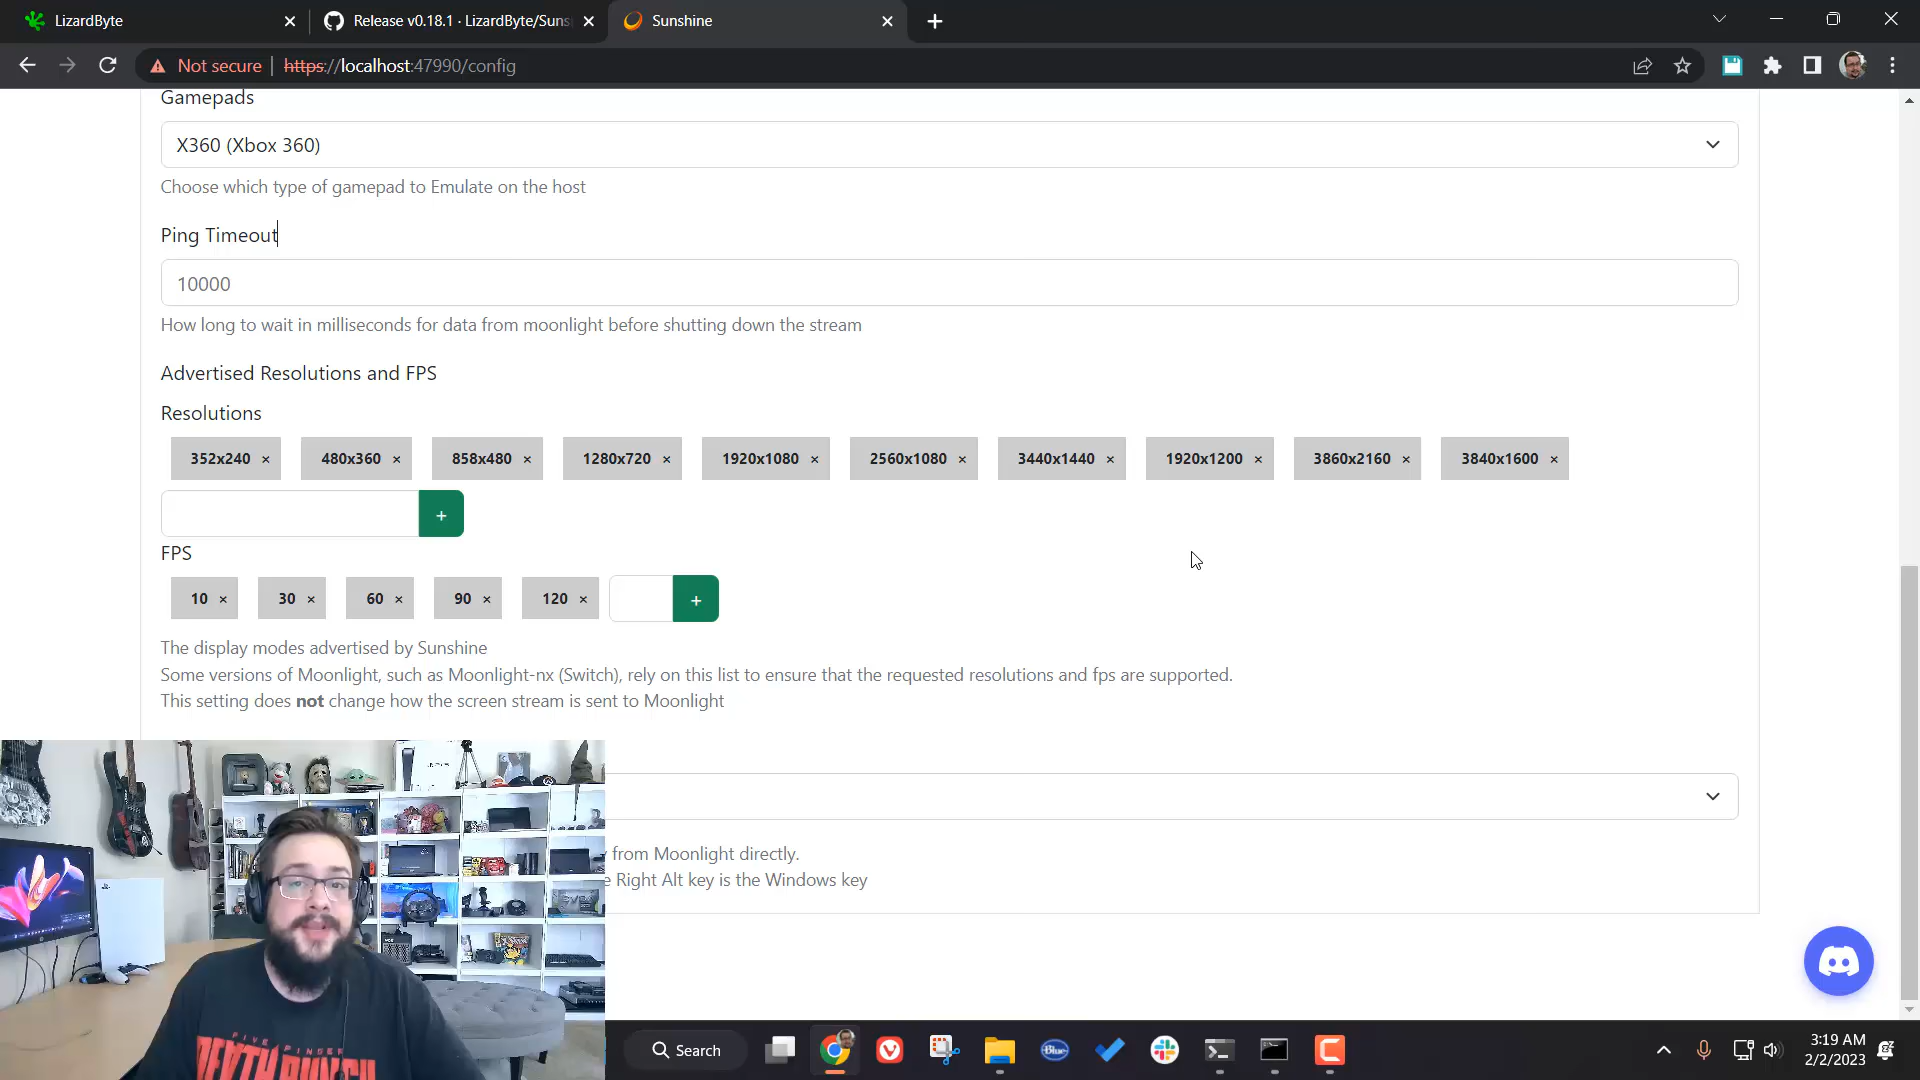 LizardByte
Release v0.18.1 · LizardByte/Suns
Sunshine
Not secure
https://localhost:47990/config
Gamepads
X360 (Xbox 360)
Choose which type of gamepad to Emulate on the host
Ping Timeout
10000
How long to wait in milliseconds for data from moonlight before shutting down the stream
Advertised Resolutions and FPS
Resolutions
352x240 × 480x360 × 858x480 × 1280x720 × 1920x1080 × 2560x1080 × 3440x1440 × 1920x1200 × 3860x2160 × 3840x1600 ×
+
FPS
10 × 30 × 60 × 90 × 120 × +
The display modes advertised by Sunshine
Some versions of Moonlight, such as Moonlight-nx (Switch), rely on this list to ensure that the requested resolutions and fps are supported.
This setting does not change how the screen stream is sent to Moonlight
from Moonlight directly.
e Right Alt key is the Windows key
FIVE FINGER
DEATH PUNCH
Search
Blue
3:19 AM
2/2/2023